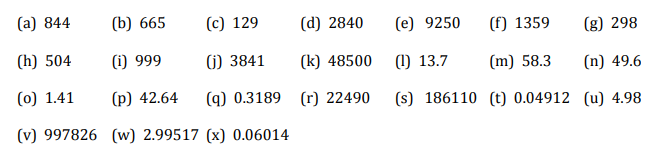 (a) 844 (b) 665 (c) 129 (d) 2840 (e) 9250 (f) 1359 (g) 298
(h) 504 (i) 999 (j) 3841 (k) 48500 (l) 13.7 (m) 58.3 (n) 49.6
(o) 1.41 (p) 42.64 (q) 0.3189 (r) 22490 (s) 186110 (t) 0.04912 (u) 4.98
(v) 997826 (w) 2.99517 (x) 0.06014